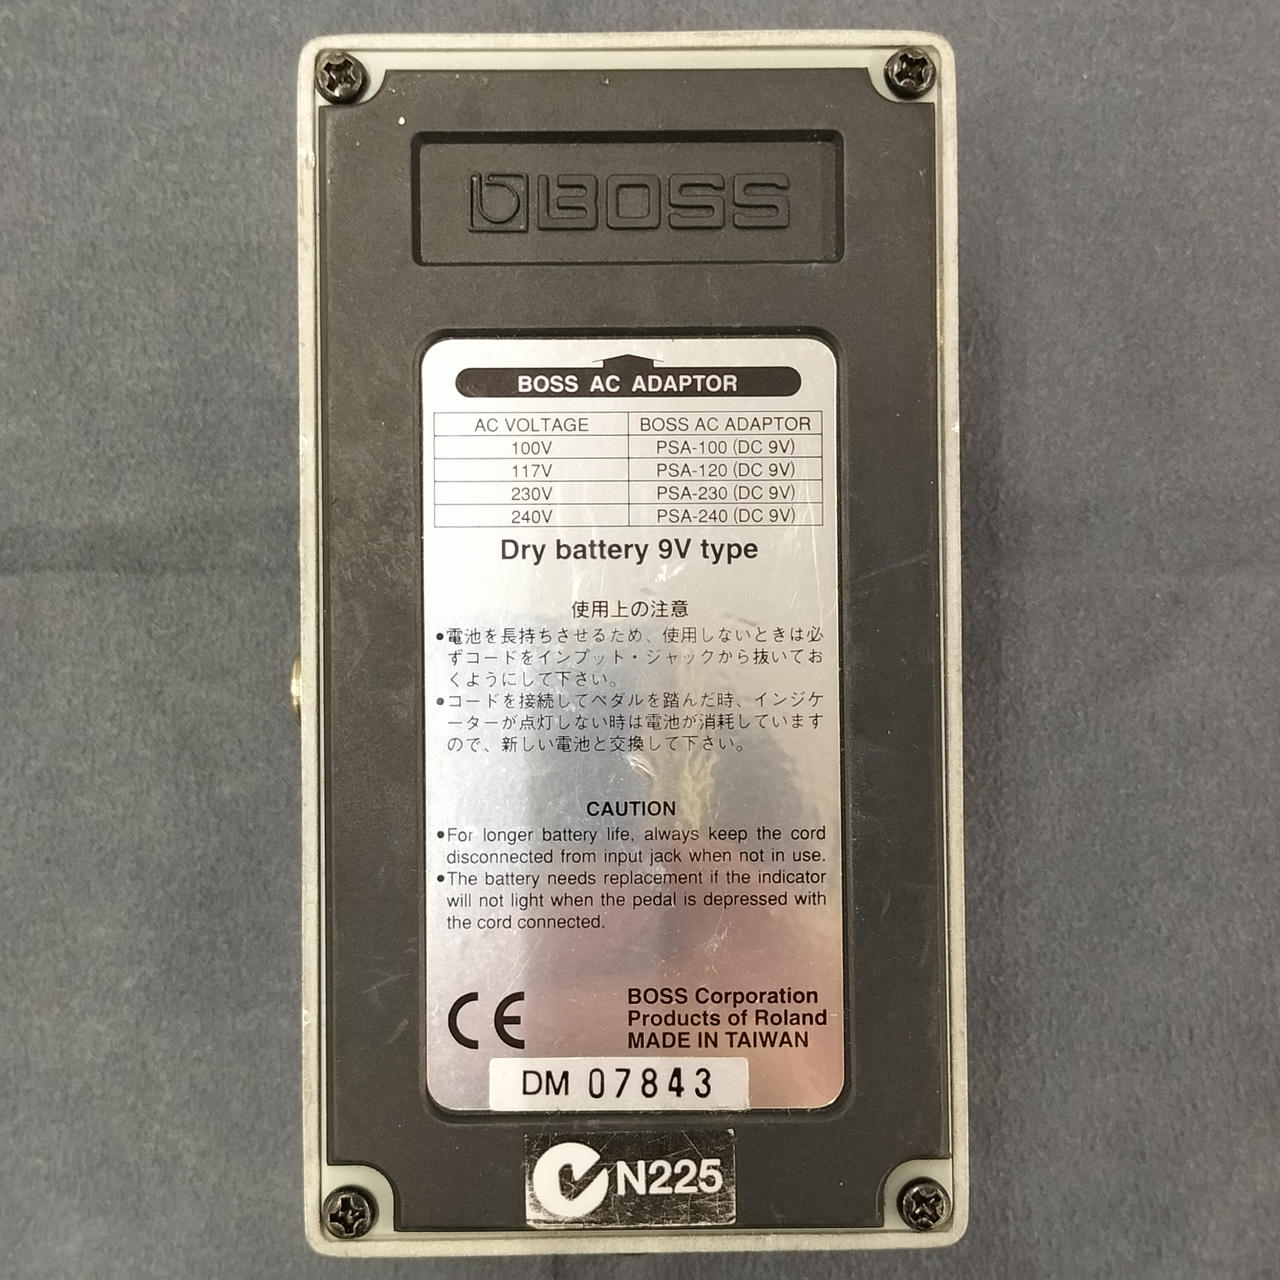 BOSS
BOSS AC ADAPTOR
AC VOLTAGE BOSS AC ADAPTOR
100V PSA-100 (DC 9V)
117V PSA-120 (DC 9V)
230V PSA-230 (DC 9V)
240V PSA-240 (DC 9V)
Dry battery 9V type
使用上の注意
●電池を長持ちさせるため、使用しないときは必
ずコードをインプット・ジャックから抜いてお
くようにして下さい。
●コードを接続してペダルを踏んだ時、インジケ
ーターが点灯しない時は電池が消耗しています
ので、新しい電池と交換して下さい。
CAUTION
●For longer battery life, always keep the cord
disconnected from input jack when not in use.
●The battery needs replacement if the indicator
will not light when the pedal is depressed with
the cord connected.
CE
BOSS Corporation
Products of Roland
MADE IN TAIWAN
DM 07843
N225